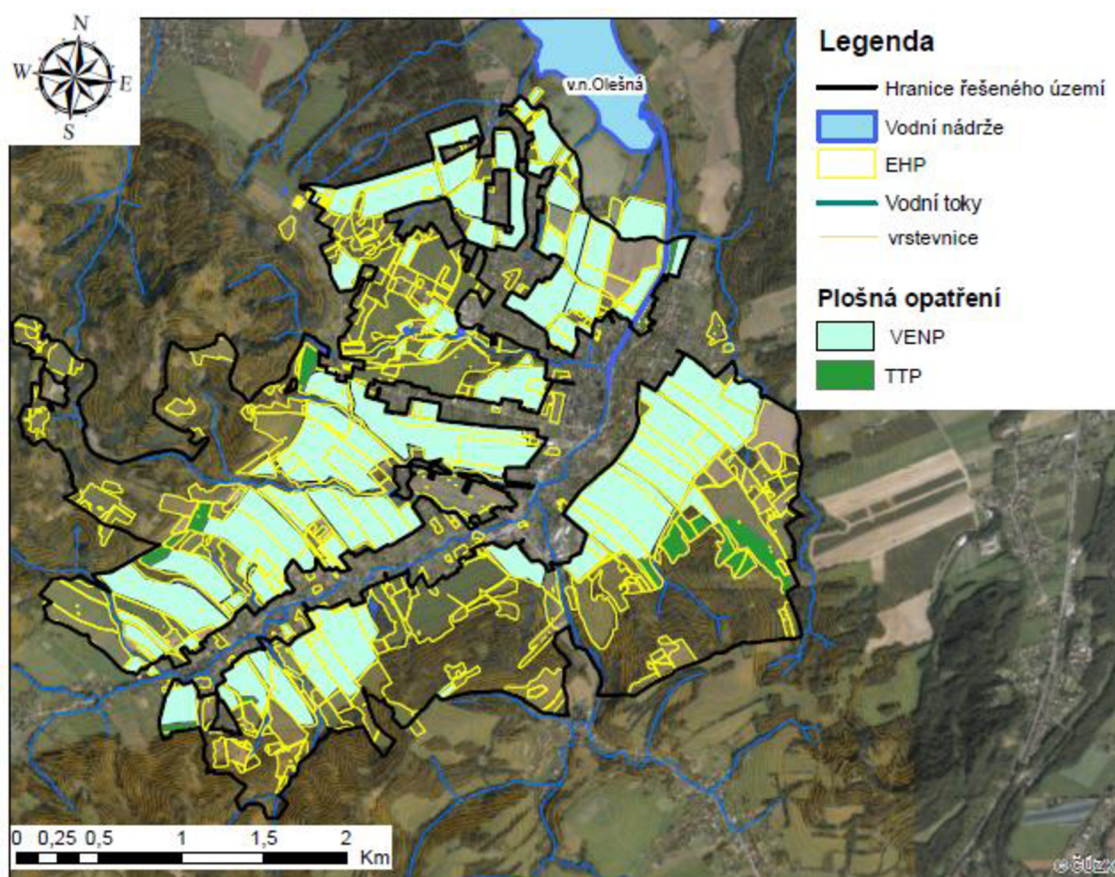 N
W E
S
v.n.Olešná
Legenda
Hranice řešeného území
Vodní nádrže
EHP
Vodní toky
vrstevnice
Plošná opatření
VENP
TTP
0 0,25 0,5 1 1,5 2
Km
© ČÚZK